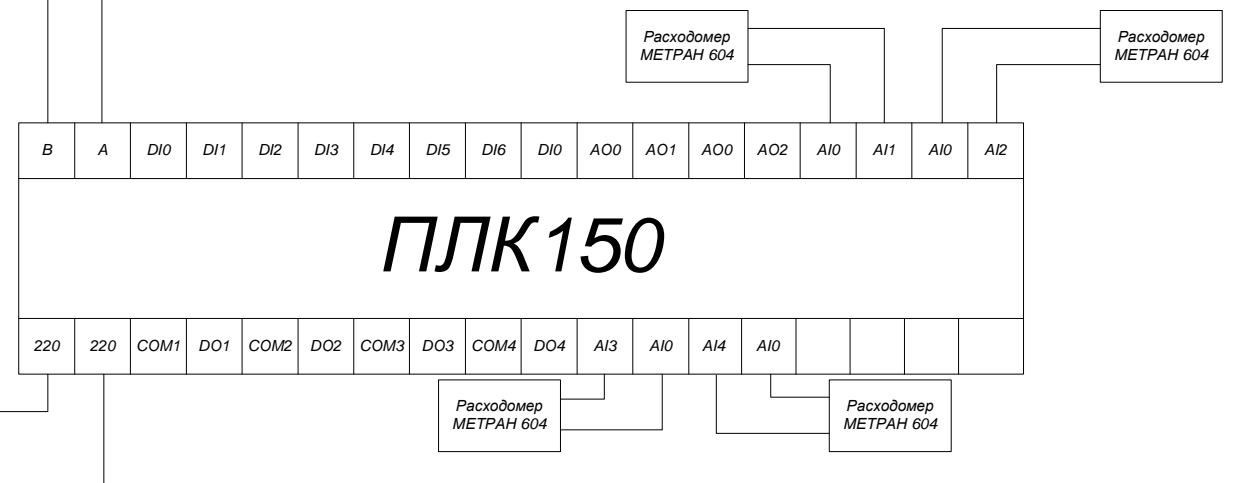 Расходомер
МЕТРАН 604
Расходомер
МЕТРАН 604
B A DI0 DI1 DI2 DI3 DI4 DI5 DI6 DI0 AO0 AO1 AO0 AO2 AI0 AI1 AI0 AI2
ПЛК150
220 220 COM1 DO1 COM2 DO2 COM3 DO3 COM4 DO4 AI3 AI0 AI4 AI0
Расходомер
МЕТРАН 604
Расходомер
МЕТРАН 604